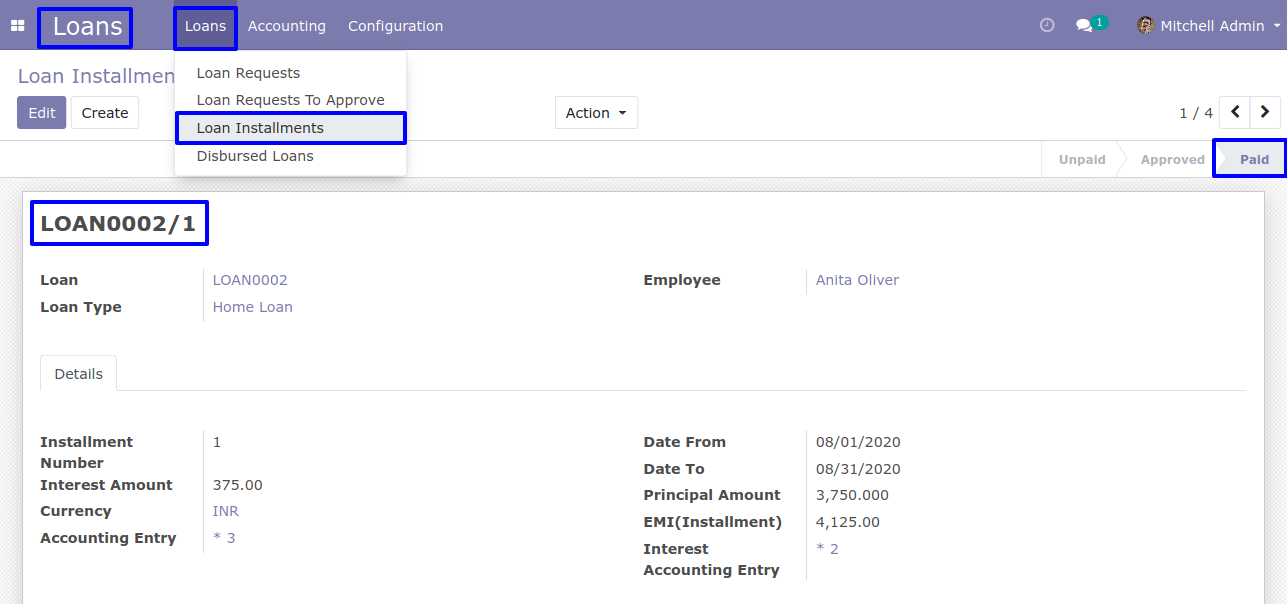 Loans Loans Accounting Configuration 1 Mitchell Admin
Loan Installmen
Loan Requests
Loan Requests To Approve
Loan Installments
Disbursed Loans
Edit Create Action 1 / 4
Unpaid Approved Paid
LOAN0002/1
Loan LOAN0002 Employee Anita Oliver
Loan Type Home Loan
Details
Installment Number 1 Date From 08/01/2020
Date To 08/31/2020
Interest Amount 375.00 Principal Amount 3,750.000
Currency INR EMI(Installment) 4,125.00
Accounting Entry * 3 Interest Accounting Entry * 2